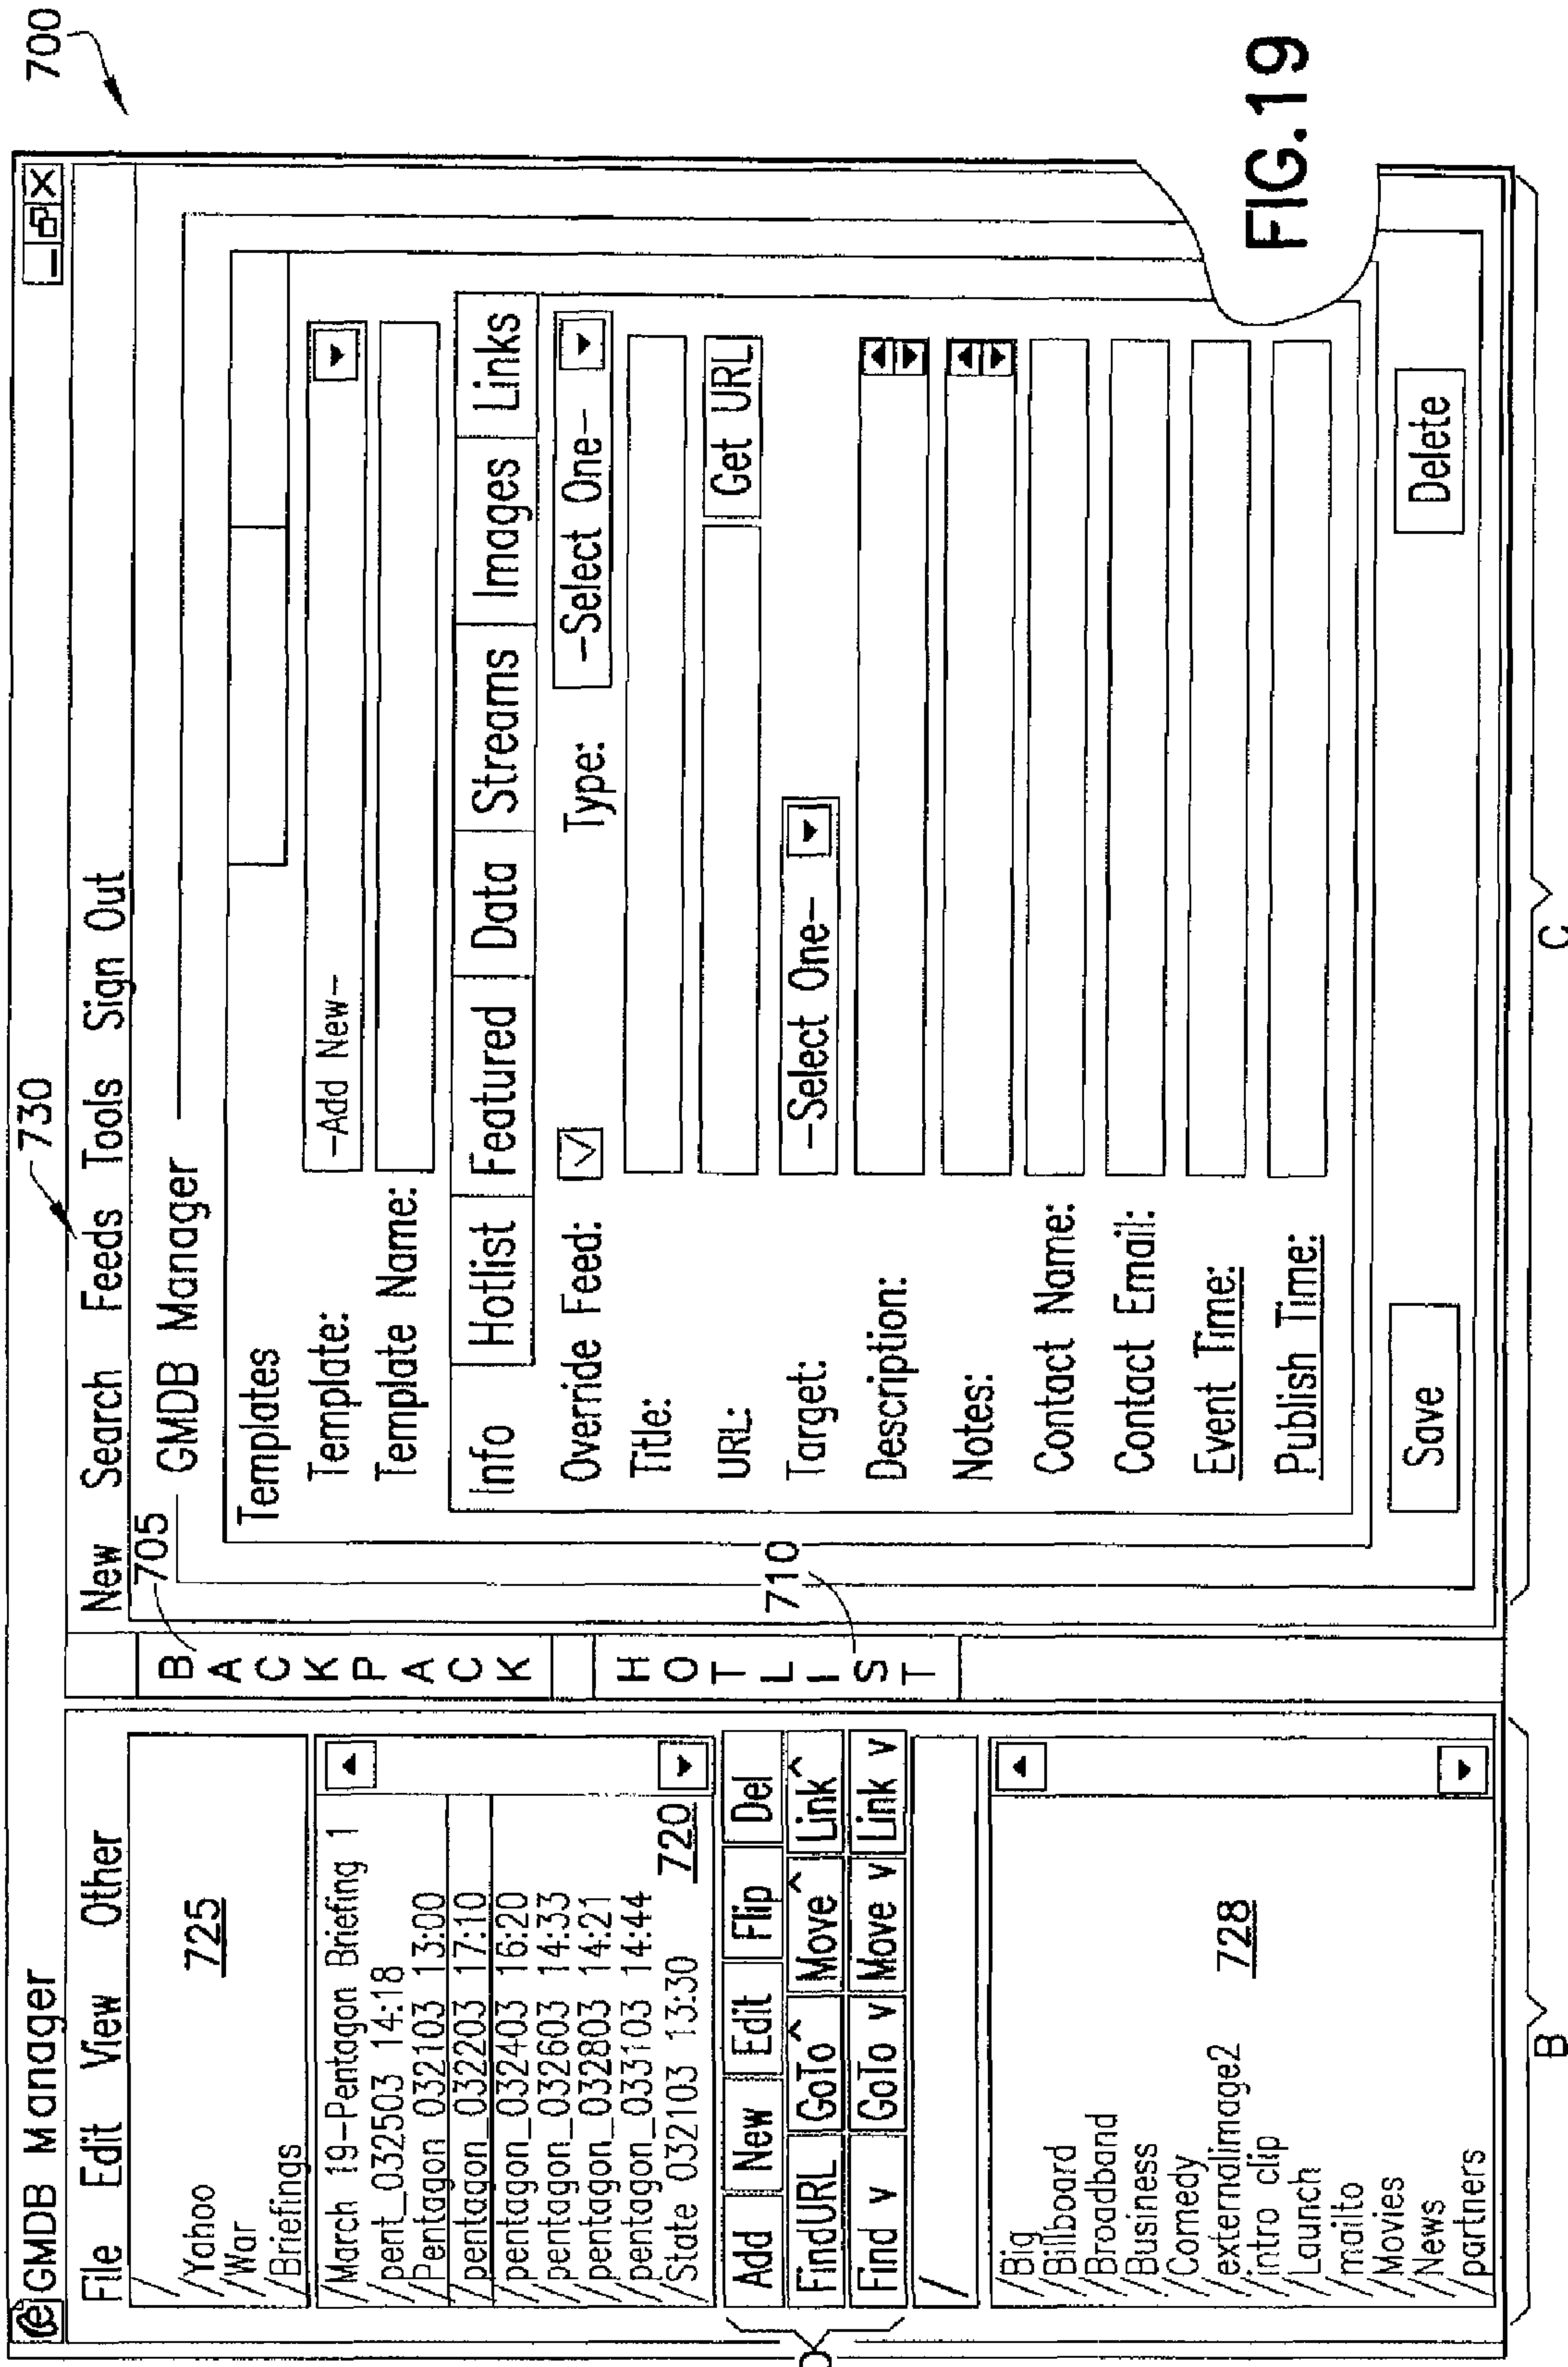 700
GMDB Manager
730
File Edit View Other
New Search Feeds Tools Sign Out
725
/
/Yahoo
/War
/Briefings
//March 19-Pentagon Briefing 1
//pent_032503 14:18
//Pentagon 032103 13:00
//pentagon_032203 17:10
//pentagon_032403 16:20
//pentagon_032603 14:33
//pentagon_032803 14:21
//pentagon_033103 14:44
//State 032103 13:30
720
Add New Edit Flip Del
FindURL GoTo^ Move^ Link^
Find v GoTo v Move v Link v
/
//Big
//Billboard
//Broadband
//Business
//Comedy
//externalimage2
//intro clip
//Launch
//mailto
//Movies
//News
//partners
728
D
B
705
BACKPACK
710
HOTLIST
GMDB Manager
Templates
Template: -Add New-
Template Name:
Info Hotlist Featured Data Streams Images Links
Override Feed: Type: -Select One-
Title:
URL: Get URL
Target: -Select One-
Description:
Notes:
Contact Name:
Contact Email:
Event Time:
Publish Time:
Save Delete
C
FIG.19